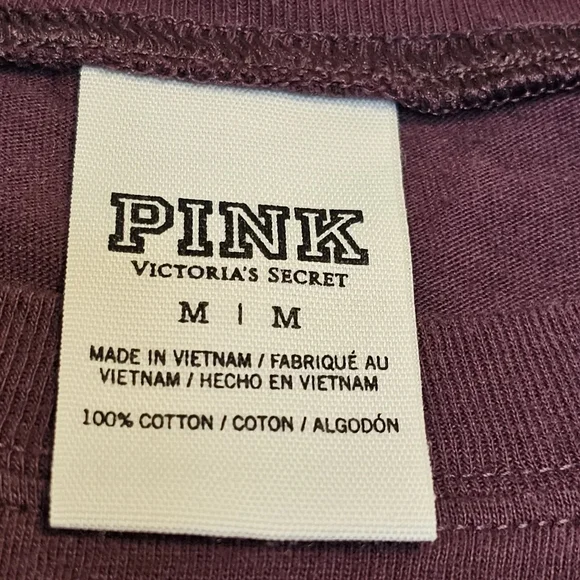 PINK
VICTORIA'S SECRET
M | M
MADE IN VIETNAM / FABRIQUÉ AU
VIETNAM / HECHO EN VIETNAM
100% COTTON / COTON / ALGODÓN